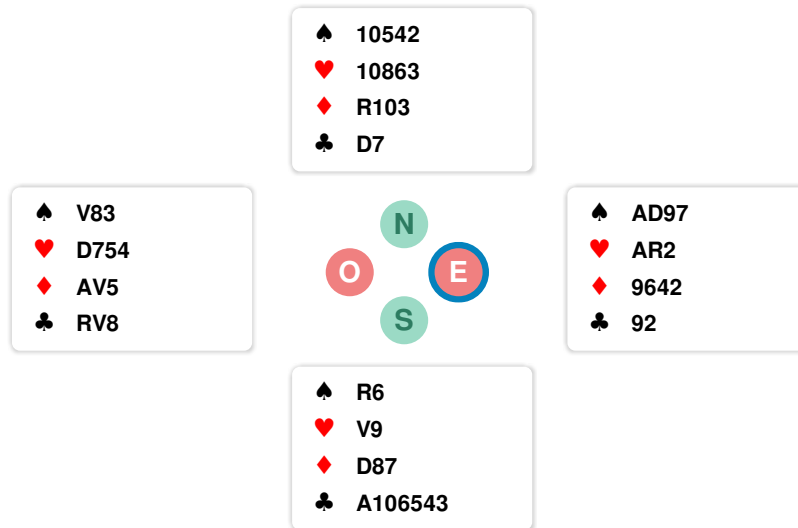 ♠ 10542
♥ 10863
♦ R103
♣ D7
♠ V83
♥ D754
♦ AV5
♣ RV8
N
O
E
S
♠ AD97
♥ AR2
♦ 9642
♣ 92
♠ R6
♥ V9
♦ D87
♣ A106543